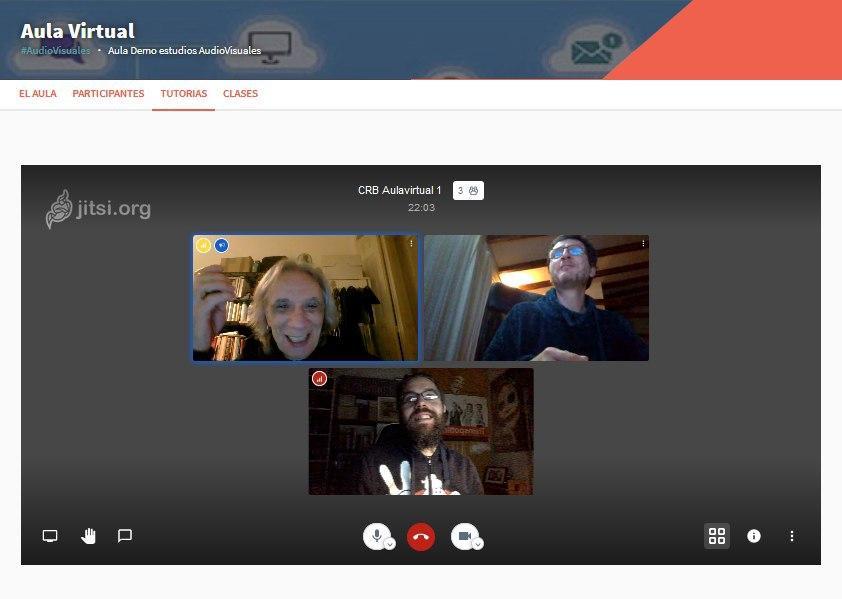 Aula Virtual
#AudioVisuales • Aula Demo estudios AudioVisuales
EL AULA PARTICIPANTES TUTORIAS CLASES
jitsi.org
CRB Aulavirtual 1 3
22:03